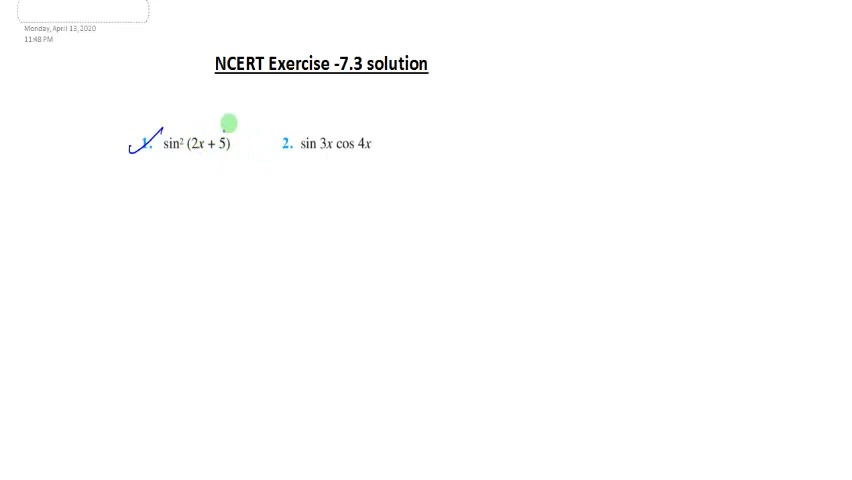 Monday, April 13, 2020
11:48 PM
NCERT Exercise -7.3 solution
1. sin² (2x + 5) 2. sin 3x cos 4x